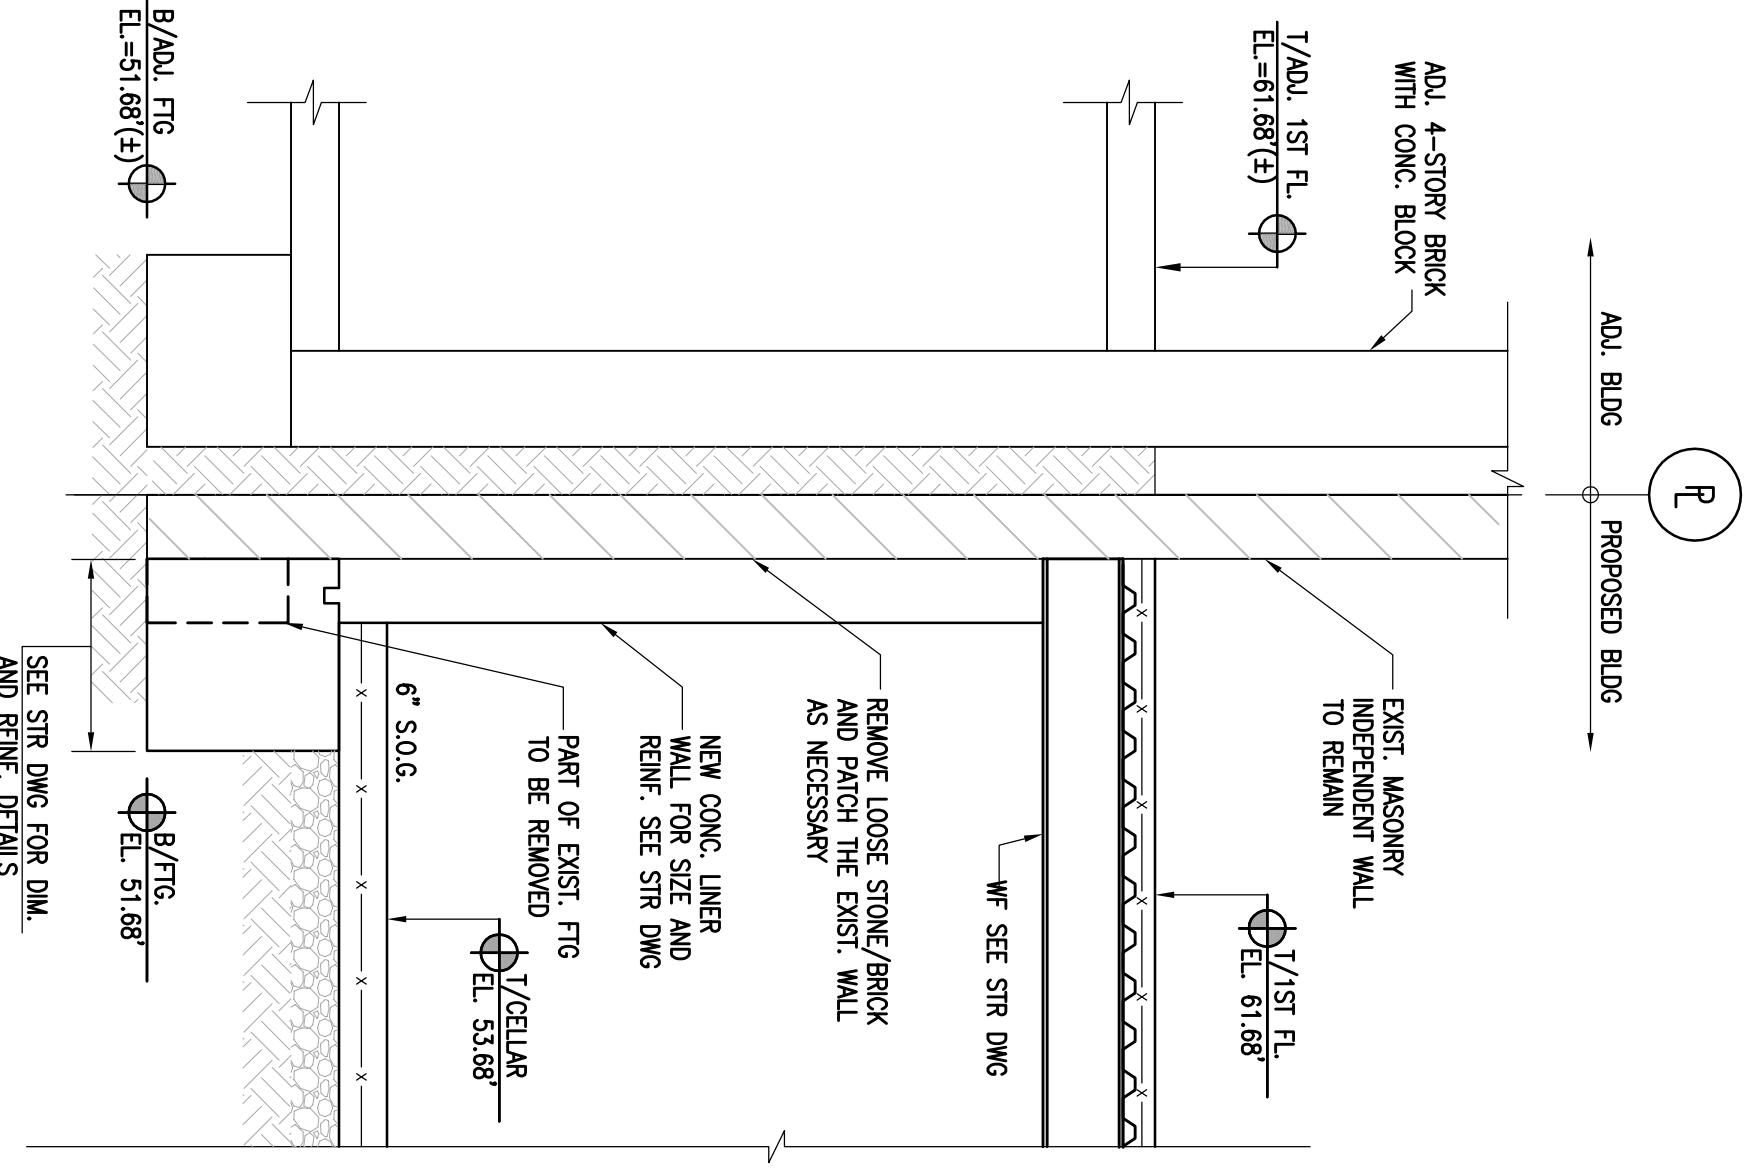 PL
ADJ. BLDG
PROPOSED BLDG
ADJ. 4-STORY BRICK
WITH CONC. BLOCK
T/ADJ. 1ST FL.
EL.=61.68'(±)
B/ADJ. FTG
EL.=51.68'(±)
EXIST. MASONRY
INDEPENDENT WALL
TO REMAIN
T/1ST FL.
EL. 61.68'
WF SEE STR DWG
REMOVE LOOSE STONE/BRICK
AND PATCH THE EXIST. WALL
AS NECESSARY
NEW CONC. LINER
WALL FOR SIZE AND
REINF. SEE STR DWG
PART OF EXIST. FTG
TO BE REMOVED
T/CELLAR
EL. 53.68'
6" S.O.G.
B/FTG.
EL. 51.68'
SEE STR DWG FOR DIM.
AND REINF. DETAILS